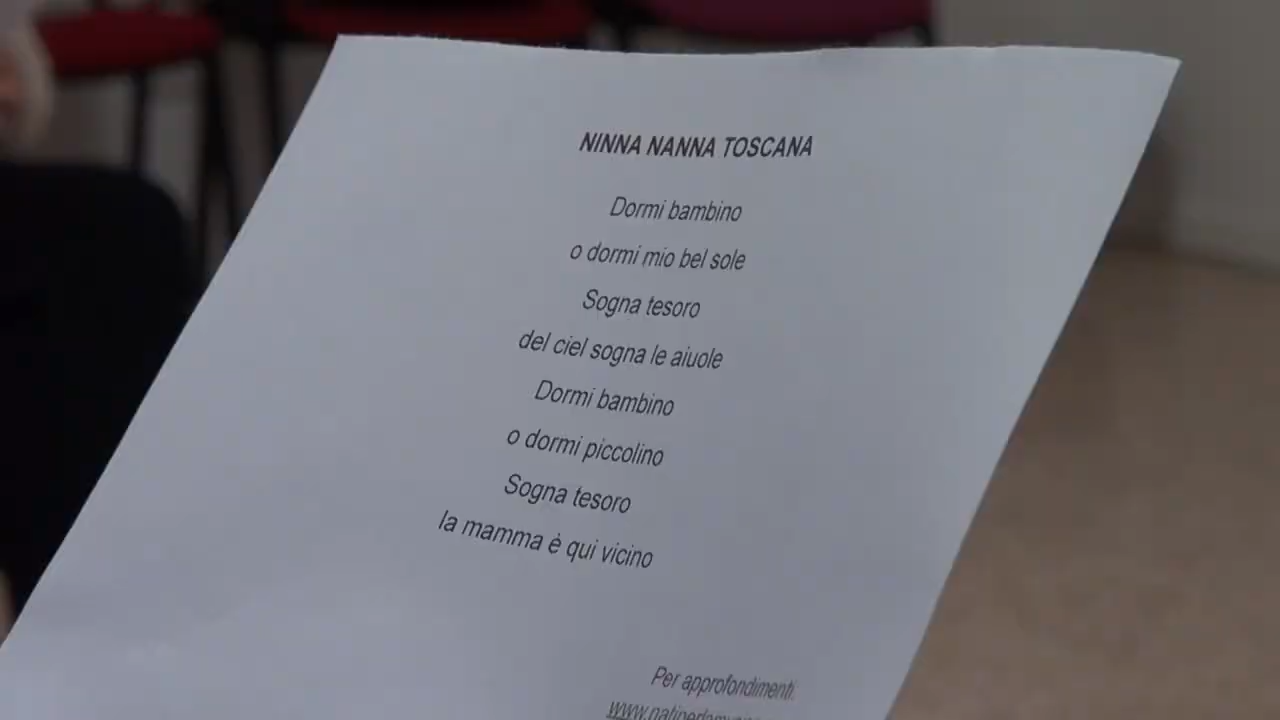 NINNA NANNA TOSCANA
Dormi bambino
o dormi mio bel sole
Sogna tesoro
del ciel sogna le aiuole
Dormi bambino
o dormi piccolino
Sogna tesoro
la mamma è qui vicino
Per approfondimenti